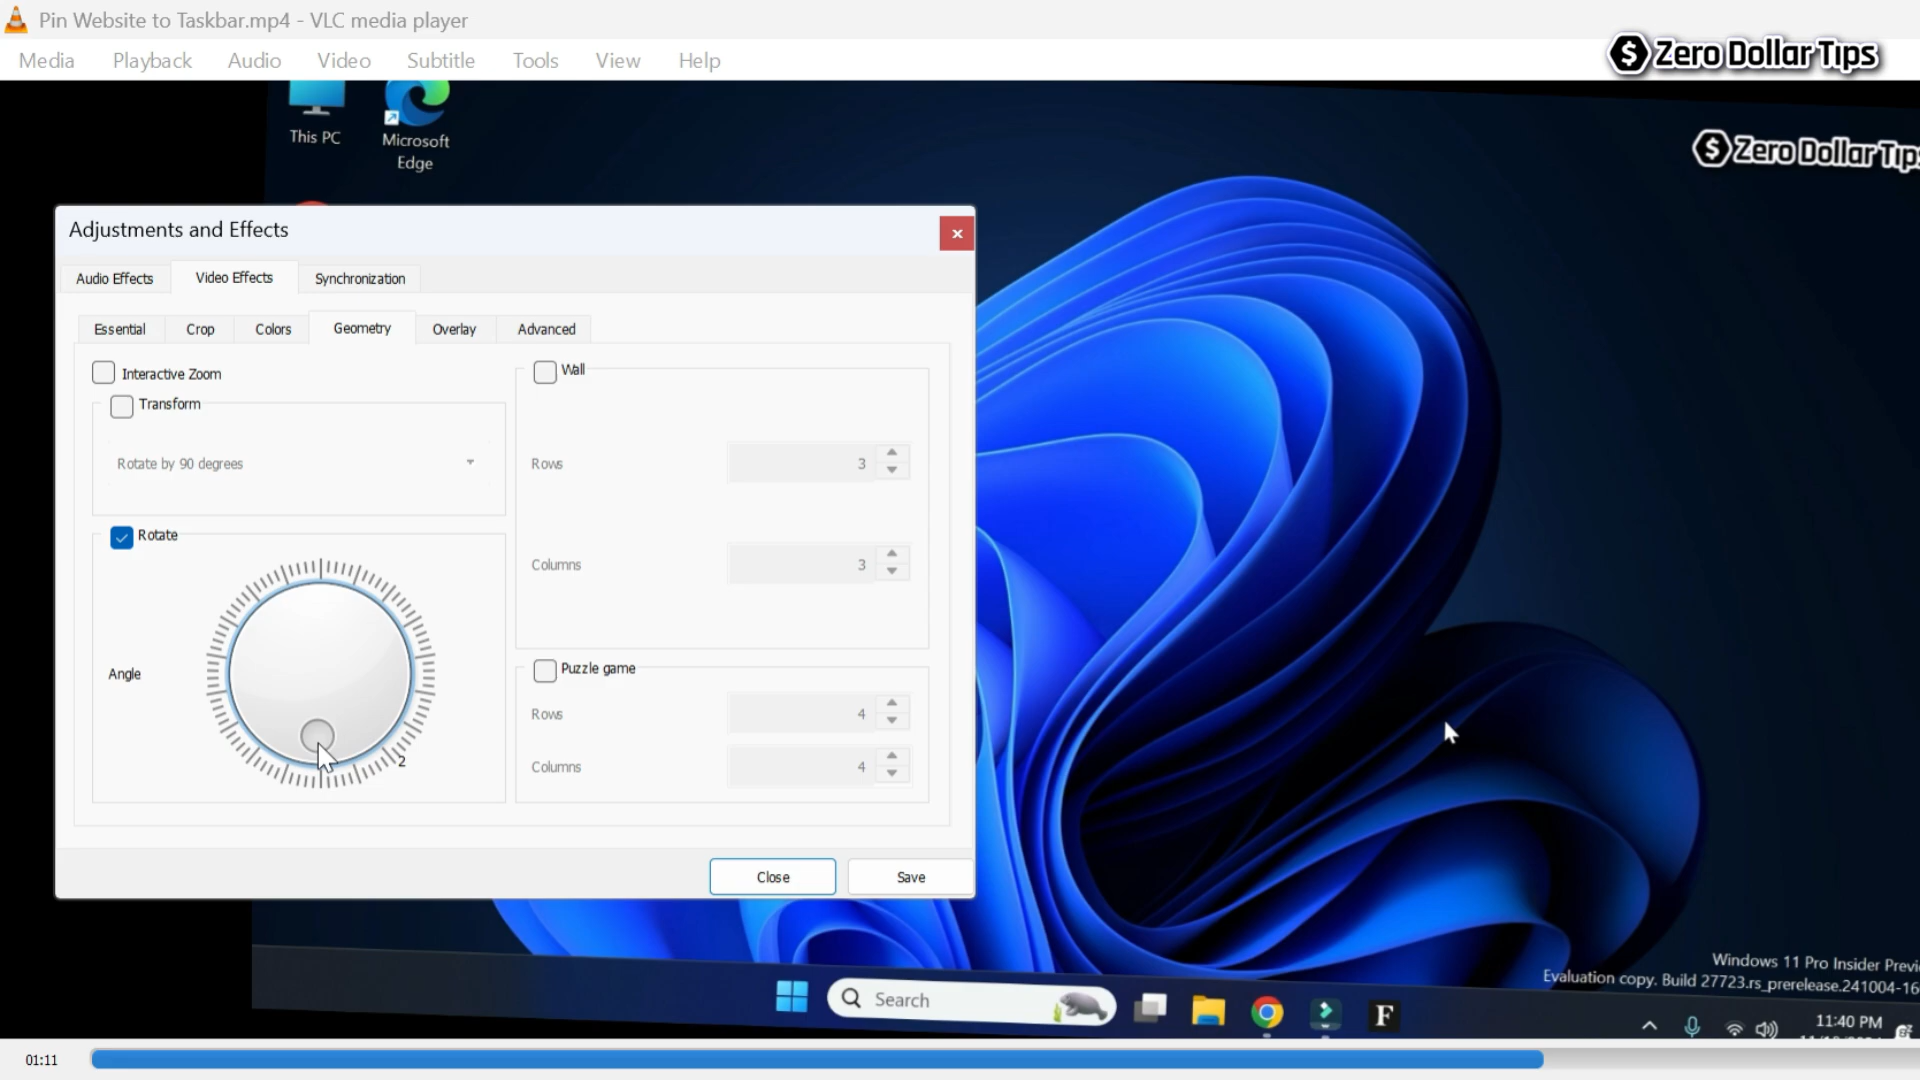 Pin Website to Taskbar.mp4 - VLC media player
Media Playback Audio Video Subtitle Tools View Help
$ Zero Dollar Tips
This PC
Microsoft
Edge
$ Zero Dollar Tips
Adjustments and Effects
Audio Effects Video Effects Synchronization
Essential Crop Colors Geometry Overlay Advanced
Interactive Zoom
Transform
Rotate by 90 degrees
Rotate
Angle
2
Wall
Rows 3
Columns 3
Puzzle game
Rows 4
Columns 4
Close Save
Windows 11 Pro Insider Previ
Evaluation copy. Build 27723.rs_prerelease.241004-16
Search
F
11:40 PM
01:11